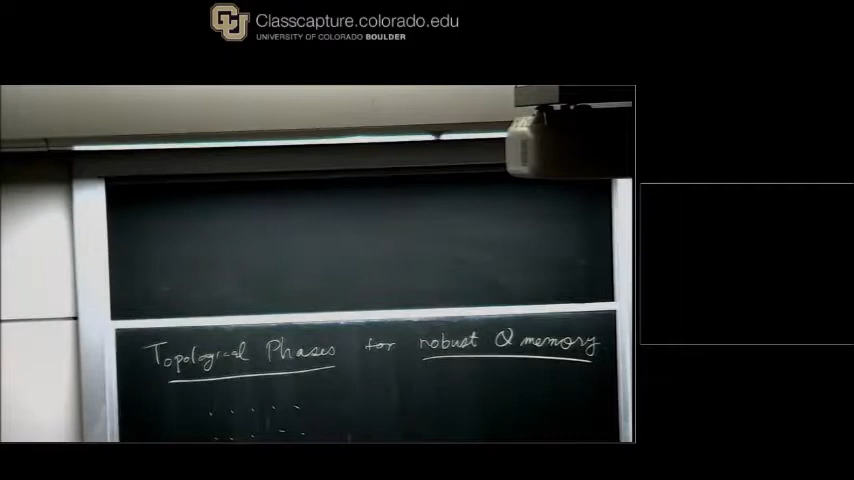 Classcapture.colorado.edu
UNIVERSITY OF COLORADO BOULDER
Topological Phases for robust Q memory